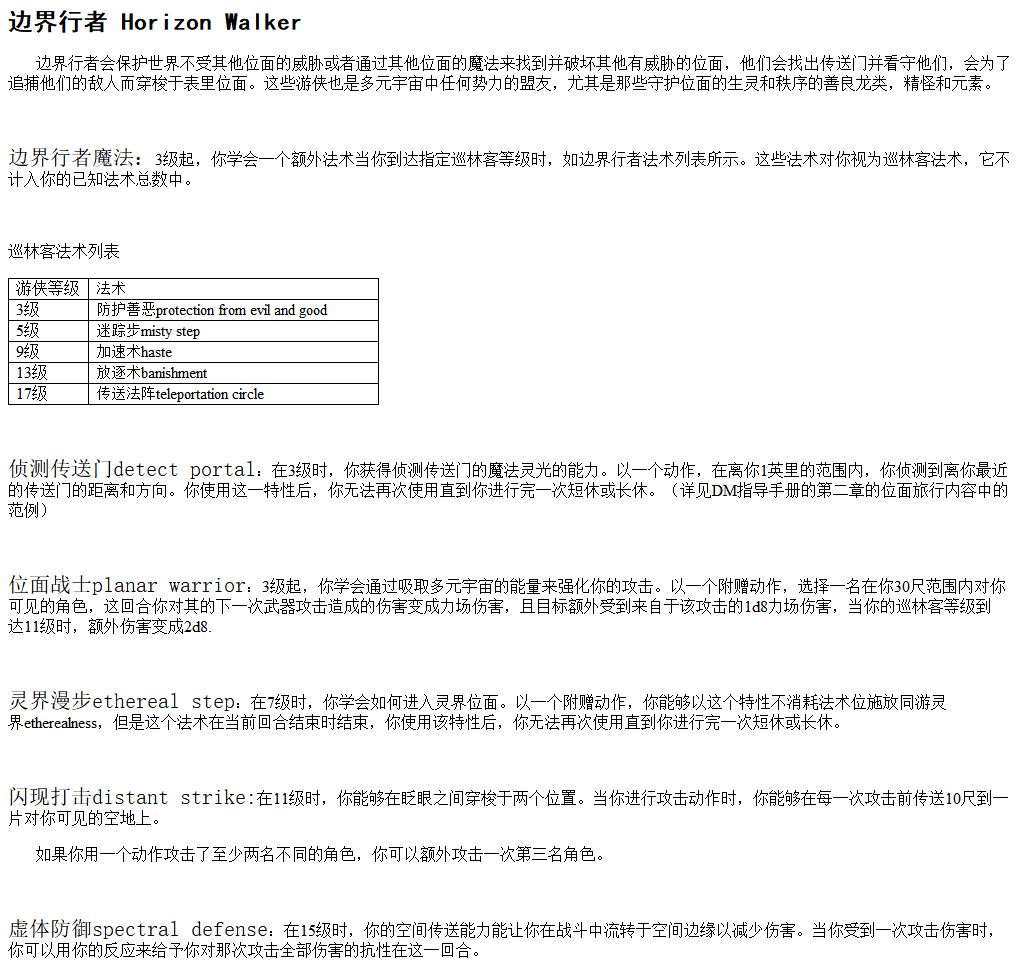 边界行者 Horizon Walker
边界行者会保护世界不受其他位面的威胁或者通过其他位面的魔法来找到并破坏其他有威胁的位面，他们会找出传送门并看守他们，会为了
追捕他们的敌人而穿梭于表里位面。这些游侠也是多元宇宙中任何势力的盟友，尤其是那些守护位面的生灵和秩序的善良龙类，精怪和元素。
边界行者魔法：3级起，你学会一个额外法术当你到达指定巡林客等级时，如边界行者法术列表所示。这些法术对你视为巡林客法术，它不
计入你的已知法术总数中。
巡林客法术列表
游侠等级 法术
3级 防护善恶protection from evil and good
5级 迷踪步misty step
9级 加速术haste
13级 放逐术banishment
17级 传送法阵teleportation circle
侦测传送门detect portal：在3级时，你获得侦测传送门的魔法灵光的能力。以一个动作，在离你1英里的范围内，你侦测到离你最近
的传送门的距离和方向。你使用这一特性后，你无法再次使用直到你进行完一次短休或长休。（详见DM指导手册的第二章的位面旅行内容中的
范例）
位面战士planar warrior：3级起，你学会通过吸取多元宇宙的能量来强化你的攻击。以一个附赠动作，选择一名在你30尺范围内对你
可见的角色，这回合你对其的下一次武器攻击造成的伤害变成力场伤害，且目标额外受到来自于该攻击的1d8力场伤害，当你的巡林客等级到
达11级时，额外伤害变成2d8.
灵界漫步ethereal step：在7级时，你学会如何进入灵界位面。以一个附赠动作，你能够以这个特性不消耗法术位施放同游灵
界etherealness，但是这个法术在当前回合结束时结束，你使用该特性后，你无法再次使用直到你进行完一次短休或长休。
闪现打击distant strike:在11级时，你能够在眨眼之间穿梭于两个位置。当你进行攻击动作时，你能够在每一次攻击前传送10尺到一
片对你可见的空地上。
如果你用一个动作攻击了至少两名不同的角色，你可以额外攻击一次第三名角色。
虚体防御spectral defense：在15级时，你的空间传送能力能让你在战斗中流转于空间边缘以减少伤害。当你受到一次攻击伤害时，
你可以用你的反应来给予你对那次攻击全部伤害的抗性在这一回合。